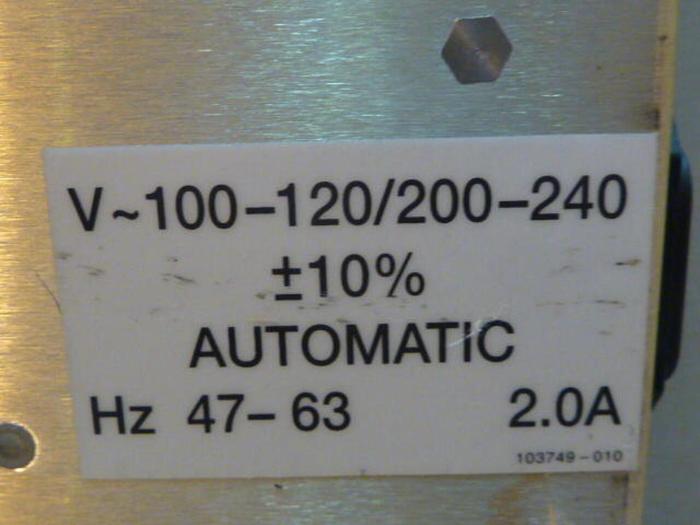 V~100-120/200-240
±10%
AUTOMATIC
Hz 47-63 2.0A
103749-010